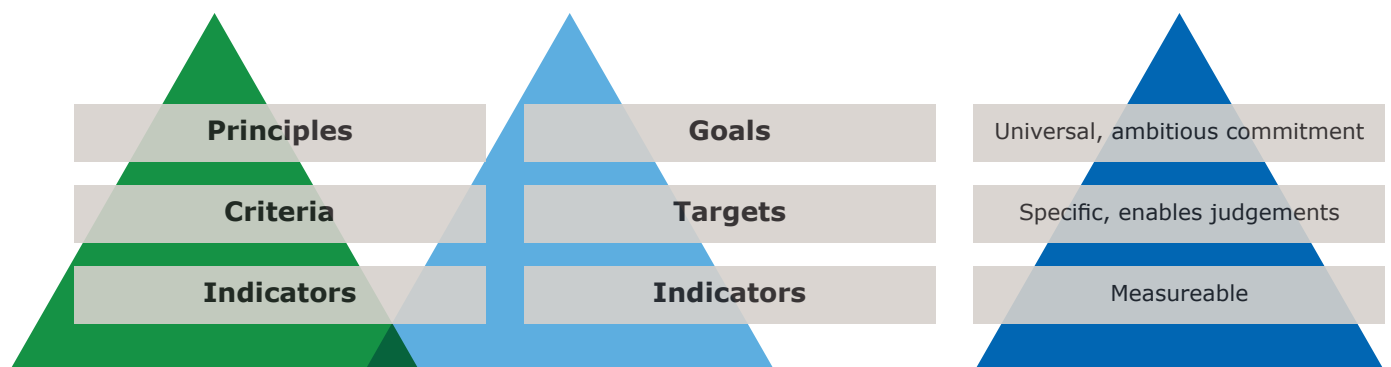 Principles
Goals
Universal, ambitious commitment
Criteria
Targets
Specific, enables judgements
Indicators
Indicators
Measureable